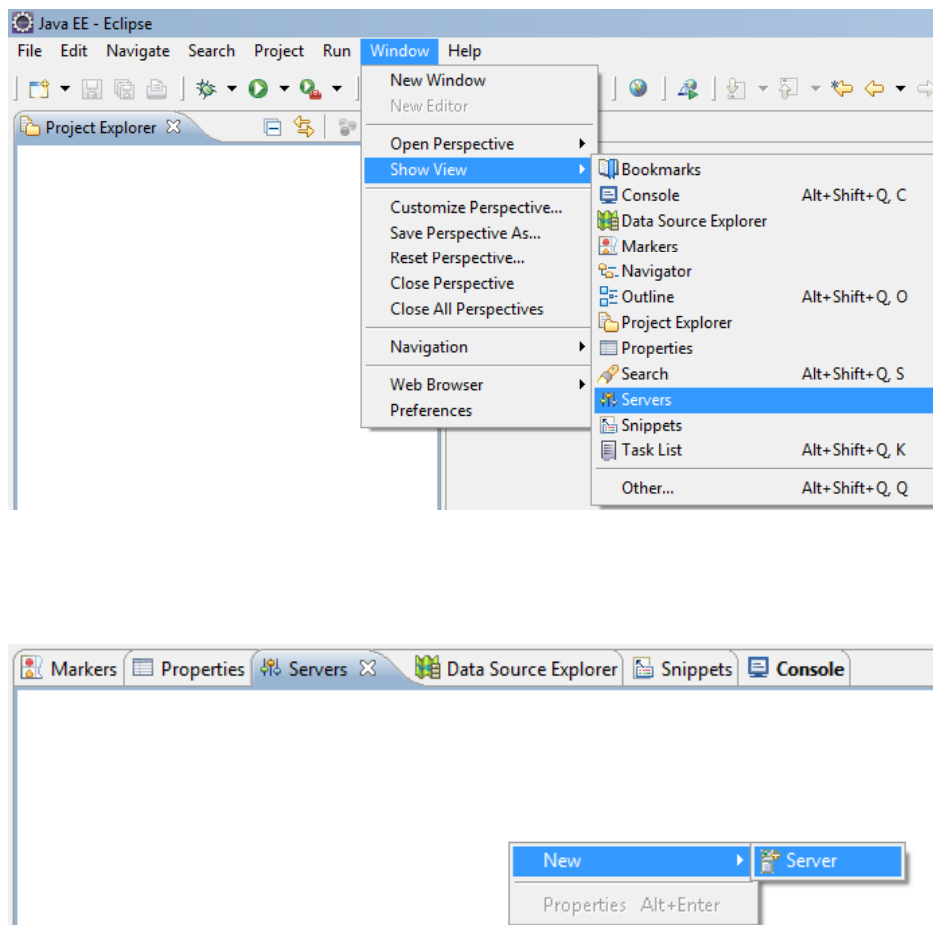 Java EE - Eclipse
File Edit Navigate Search Project Run Window Help
Project Explorer
New Window
New Editor
Open Perspective
Show View
Customize Perspective...
Save Perspective As...
Reset Perspective...
Close Perspective
Close All Perspectives
Navigation
Web Browser
Preferences
Bookmarks
Console Alt+Shift+Q, C
Data Source Explorer
Markers
Navigator
Outline Alt+Shift+Q, O
Project Explorer
Properties
Search Alt+Shift+Q, S
Servers
Snippets
Task List Alt+Shift+Q, K
Other... Alt+Shift+Q, Q
Markers Properties Servers Data Source Explorer Snippets Console
New Server
Properties Alt+Enter